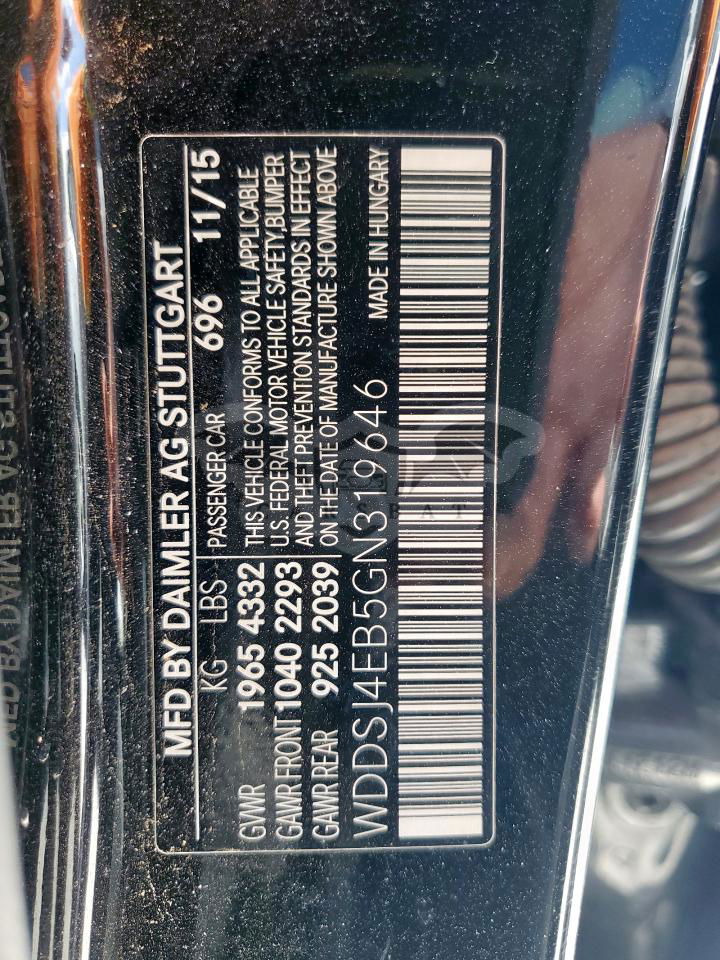 MFD BY DAIMLER AG STUTTGART
KG LBS PASSENGER CAR 696 11/15
GVWR 1965 4332 THIS VEHICLE CONFORMS TO ALL APPLICABLE
GAWR FRONT 1040 2293 U.S. FEDERAL MOTOR VEHICLE SAFETY,BUMPER
GAWR REAR 925 2039 AND THEFT PREVENTION STANDARDS IN EFFECT
ON THE DATE OF MANUFACTURE SHOWN ABOVE
WDDSJ4EB5GN319646 MADE IN HUNGARY